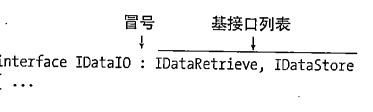 冒号 基接口列表
interface IDataIO : IDataRetrieve, IDataStore
{ ...